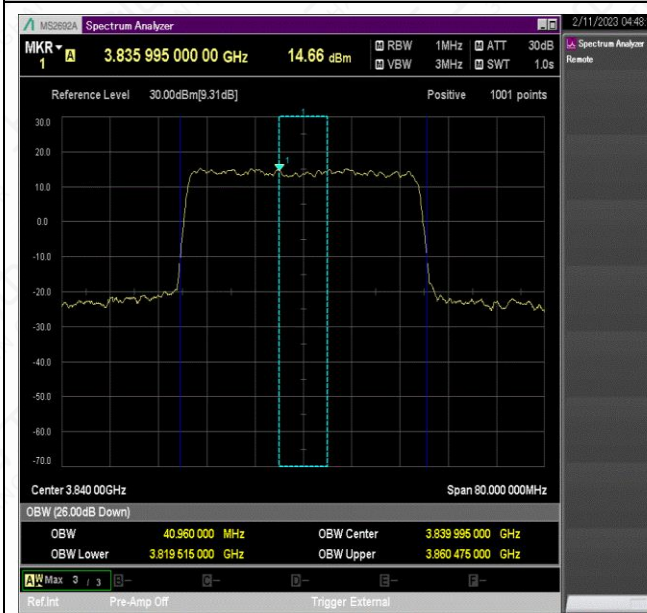 MS2692A Spectrum Analyzer
2/11/2023 04:48:
MKR 1 A 3.835 995 000 00 GHz 14.66 dBm
M RBW 1MHz M ATT 30dB
M VBW 3MHz M SWT 1.0s
Spectrum Analyzer
Remote
Reference Level 30.00dBm[9.31dB] Positive 1001 points
1
30.0
20.0
1
10.0
0.0
-10.0
-20.0
-30.0
-40.0
-50.0
-60.0
-70.0
Center 3.840 00GHz Span 80.000 000MHz
OBW (26.00dB Down)
OBW 40.960 000 MHz OBW Center 3.839 995 000 GHz
OBW Lower 3.819 515 000 GHz OBW Upper 3.860 475 000 GHz
A W Max 3 / 3 B- C- D- E- F-
Ref.Int Pre-Amp Off Trigger External